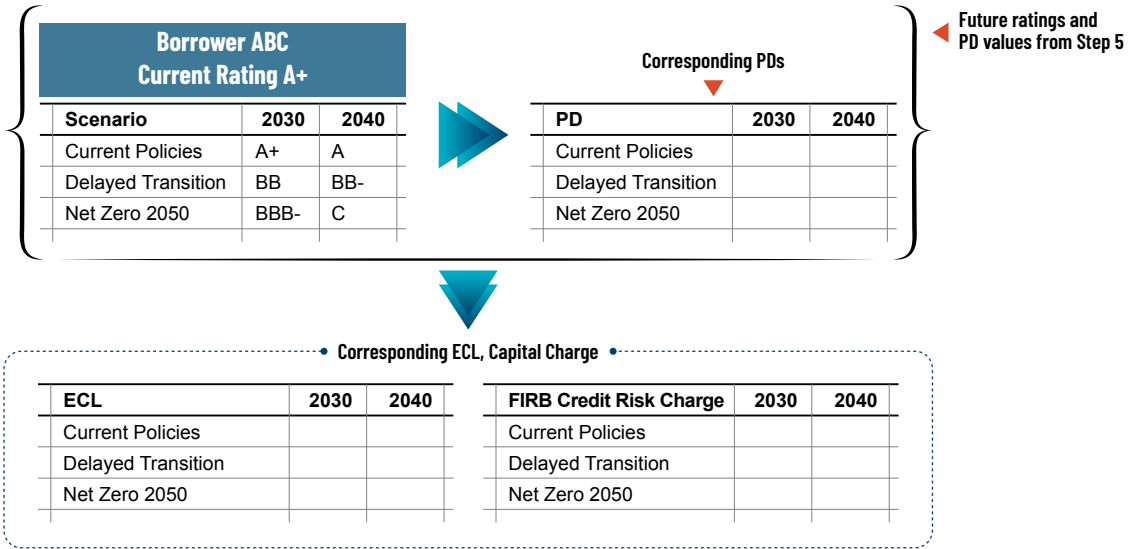 Borrower ABC
Current Rating A+
Scenario 2030 2040
Current Policies A+ A
Delayed Transition BB BB-
Net Zero 2050 BBB- C
Corresponding PDs
PD 2030 2040
Current Policies
Delayed Transition
Net Zero 2050
Future ratings and
PD values from Step 5
Corresponding ECL, Capital Charge
ECL 2030 2040
Current Policies
Delayed Transition
Net Zero 2050
FIRB Credit Risk Charge 2030 2040
Current Policies
Delayed Transition
Net Zero 2050